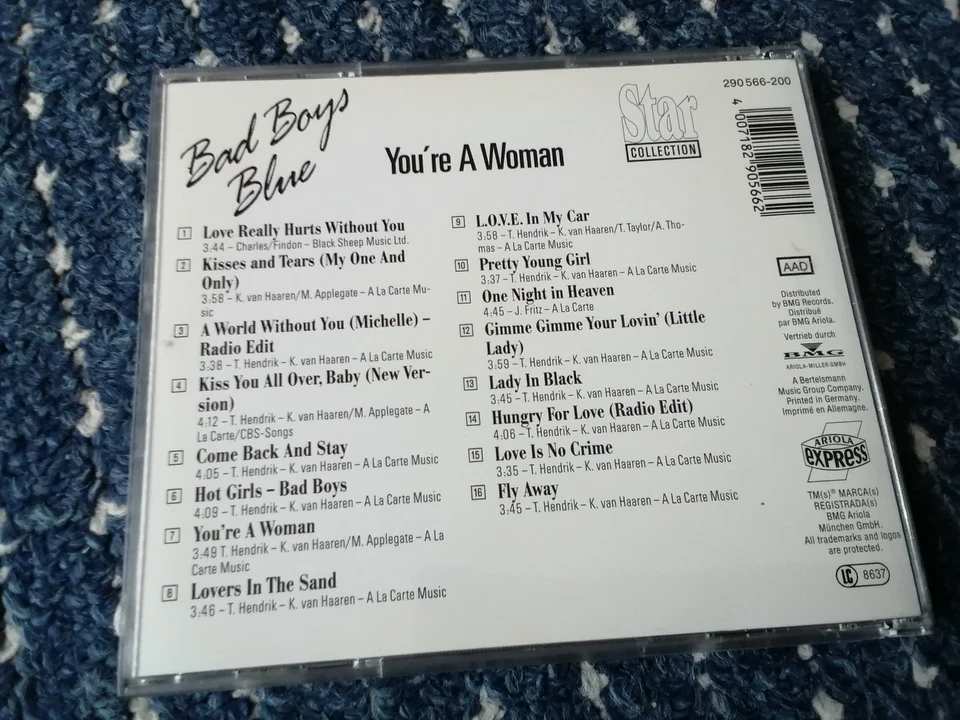 Bad Boys
Blue
You're A Woman
Star
COLLECTION
290 566-200
4 007182 905662
1 Love Really Hurts Without You
3:44 – Charles/Findon – Black Sheep Music Ltd.
2 Kisses and Tears (My One And
Only)
3:58 – K. van Haaren/M. Applegate – A La Carte Mu-
sic
3 A World Without You (Michelle) –
Radio Edit
3:38 – T. Hendrik – K. van Haaren – A La Carte Music
4 Kiss You All Over, Baby (New Ver-
sion)
4:12 – T. Hendrik – K. van Haaren/M. Applegate – A
La Carte/CBS-Songs
5 Come Back And Stay
4:05 – T. Hendrik – K. van Haaren – A La Carte Music
6 Hot Girls – Bad Boys
4:09 – T. Hendrik – K. van Haaren – A La Carte Music
7 You're A Woman
3:49 T. Hendrik – K. van Haaren/M. Applegate – A La
Carte Music
8 Lovers In The Sand
3:46 – T. Hendrik – K. van Haaren – A La Carte Music
9 L.O.V.E. In My Car
3:58 – T. Hendrik – K. van Haaren/T. Taylor/A. Tho-
mas – A La Carte Music
10 Pretty Young Girl
3:37 – T. Hendrik – K. van Haaren – A La Carte Music
11 One Night in Heaven
4:45 – J. Fritz – A La Carte
12 Gimme Gimme Your Lovin' (Little
Lady)
3:59 – T. Hendrik – K. van Haaren – A La Carte Music
13 Lady In Black
3:45 – T. Hendrik – K. van Haaren – A La Carte Music
14 Hungry For Love (Radio Edit)
4:06 – T. Hendrik – K. van Haaren – A La Carte Music
15 Love Is No Crime
3:35 – T. Hendrik – K. van Haaren – A La Carte Music
16 Fly Away
3:45 – T. Hendrik – K. van Haaren – A La Carte Music
AAD
Distributed
by BMG Records.
Distribué
par BMG Ariola.
Vertrieb durch
BMG
ARIOLA-MILLER GMBH
A Bertelsmann
Music Group Company.
Printed in Germany.
Imprimé en Allemagne.
ARIOLA
EXPRESS
TM(s)® MARCA(s)
REGISTRADA(s)
BMG Ariola
München GmbH.
All trademarks and logos
are protected.
LC 8637